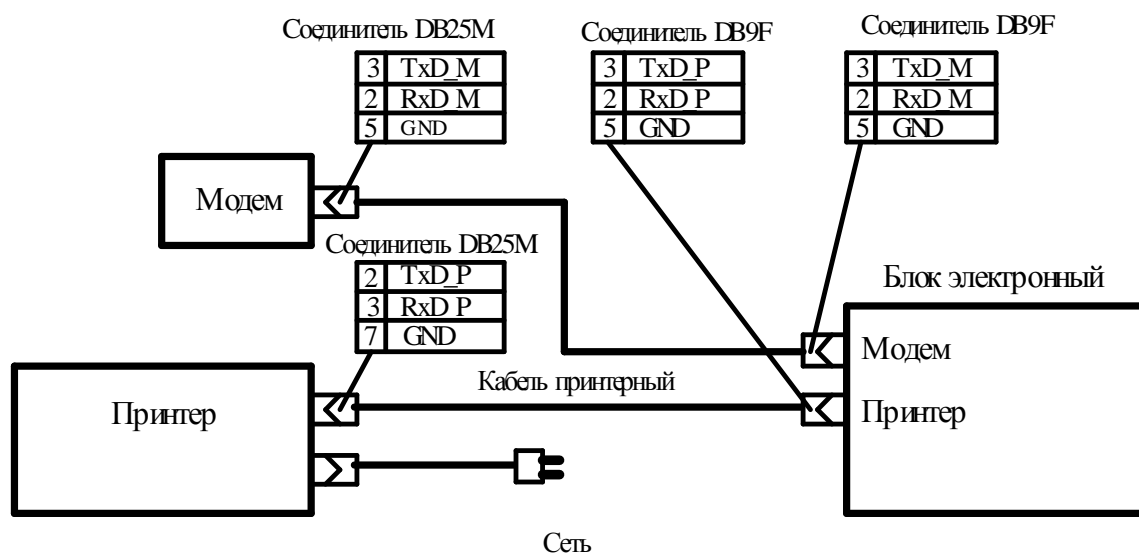 Соединитель DB25M
3 TxD_M
2 RxD_M
5 GND
Соединитель DB9F
3 TxD_P
2 RxD_P
5 GND
Соединитель DB9F
3 TxD_M
2 RxD_M
5 GND
Модем
Соединитель DB25M
2 TxD_P
3 RxD_P
7 GND
Блок электронный
Модем
Принтер
Кабель принтерный
Принтер
Сеть